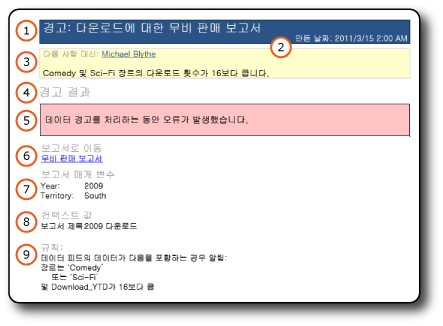 1 경고: 다운로드에 대한 무비 판매 보고서
2 만든 날짜: 2011/3/15 2:00 AM
3 다음 사람 대신: Michael Blythe
Comedy 및 Sci-Fi 장르의 다운로드 횟수가 16보다 큽니다.
4 경고 결과
5 데이터 경고를 처리하는 동안 오류가 발생했습니다.
6 보고서로 이동
무비 판매 보고서
보고서 매개 변수
7 Year: 2009
Territory: South
8 컨텍스트 값
보고서 제목2009 다운로드
9 규칙:
데이터 피드의 데이터가 다음을 포함하는 경우 알림:
장르는 'Comedy'
또는 'Sci-Fi'
및 Download_YTD가 16보다 큼